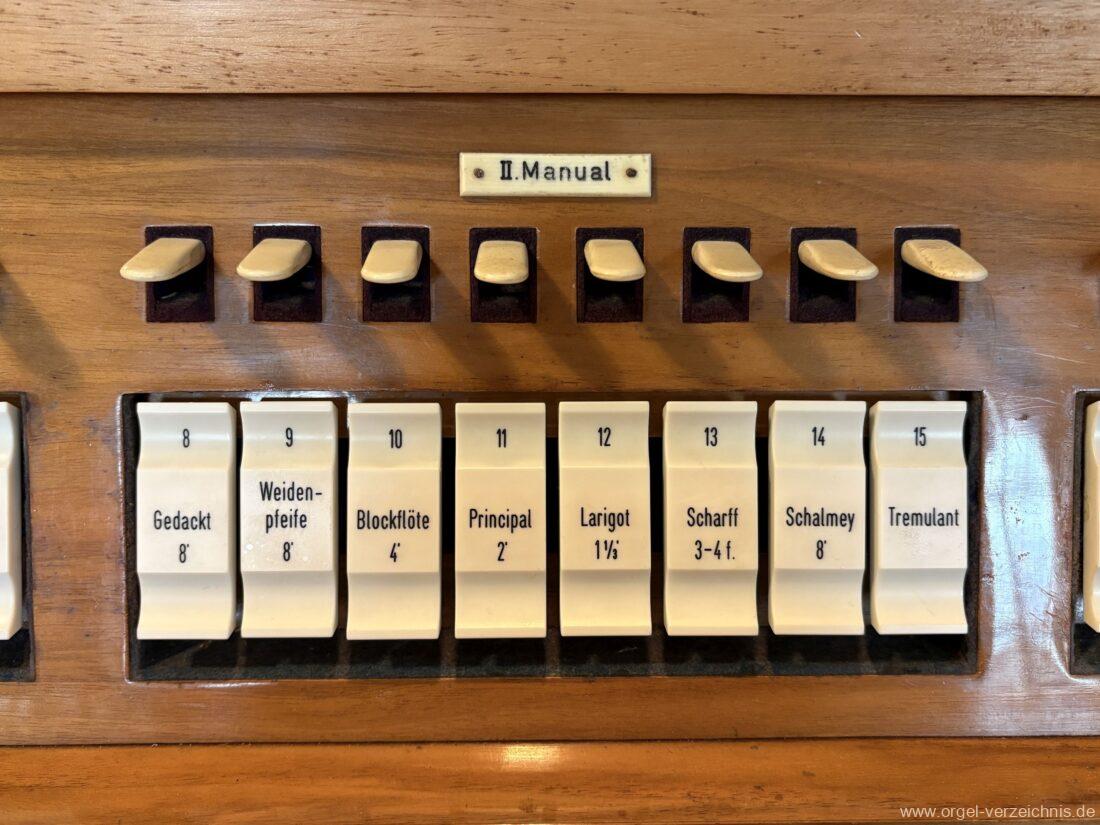 II.Manual
8
Gedackt
8'
9
Weiden-
pfeife
8'
10
Blockflöte
4'
11
Principal
2'
12
Larigot
1⅓'
13
Scharff
3-4 f.
14
Schalmey
8'
15
Tremulant
www.orgel-verzeichnis.de